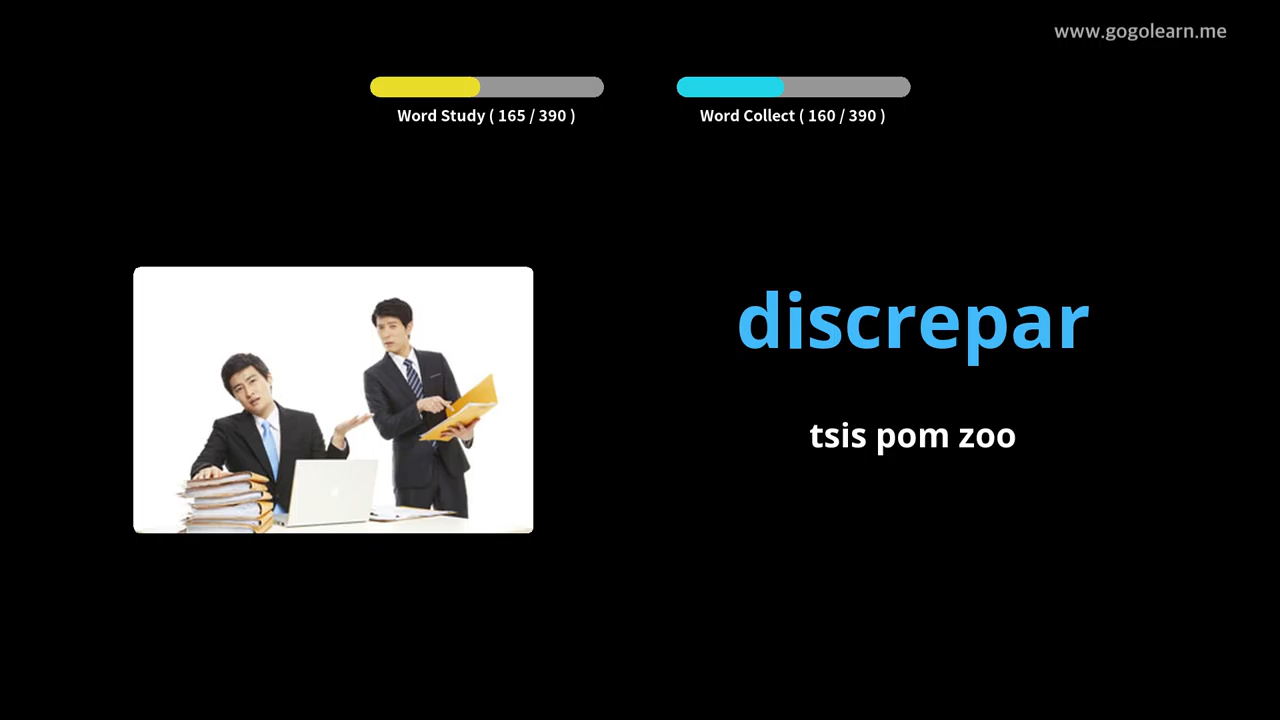 www.gogolearn.me
Word Study ( 165 / 390 )
Word Collect ( 160 / 390 )
discrepar
tsis pom zoo